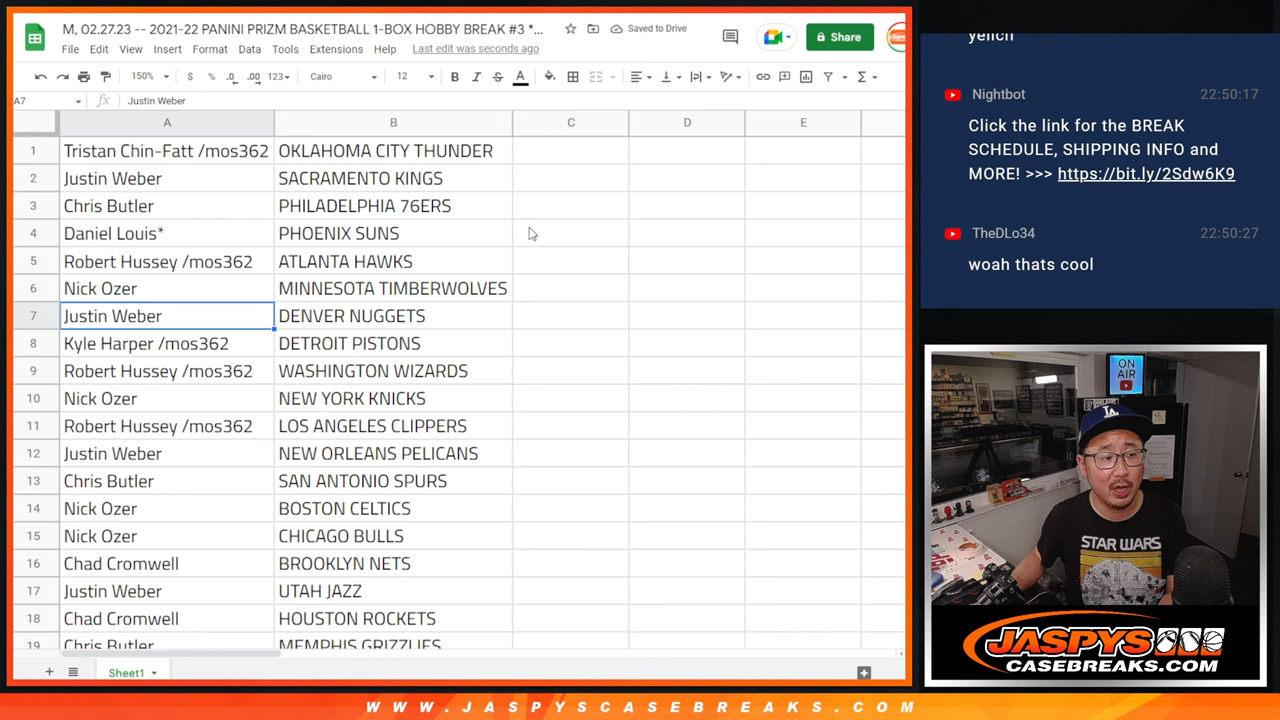 M, 02.27.23 -- 2021-22 PANINI PRIZM BASKETBALL 1-BOX HOBBY BREAK #3 *...
Saved to Drive
Share
File Edit View Insert Format Data Tools Extensions Help Last edit was seconds ago
150% $ % .0 .00 123 Cairo 12 B I S A
A7 fx Justin Weber
A B C D E
1 Tristan Chin-Fatt /mos362 OKLAHOMA CITY THUNDER
2 Justin Weber SACRAMENTO KINGS
3 Chris Butler PHILADELPHIA 76ERS
4 Daniel Louis* PHOENIX SUNS
5 Robert Hussey /mos362 ATLANTA HAWKS
6 Nick Ozer MINNESOTA TIMBERWOLVES
7 Justin Weber DENVER NUGGETS
8 Kyle Harper /mos362 DETROIT PISTONS
9 Robert Hussey /mos362 WASHINGTON WIZARDS
10 Nick Ozer NEW YORK KNICKS
11 Robert Hussey /mos362 LOS ANGELES CLIPPERS
12 Justin Weber NEW ORLEANS PELICANS
13 Chris Butler SAN ANTONIO SPURS
14 Nick Ozer BOSTON CELTICS
15 Nick Ozer CHICAGO BULLS
16 Chad Cromwell BROOKLYN NETS
17 Justin Weber UTAH JAZZ
18 Chad Cromwell HOUSTON ROCKETS
19 Chris Butler MEMPHIS GRIZZLIES
Sheet1
yelich
Nightbot 22:50:17
Click the link for the BREAK
SCHEDULE, SHIPPING INFO and
MORE! >>> https://bit.ly/2Sdw6K9
TheDLo34 22:50:27
woah thats cool
ON
AIR
LA
STAR WARS
JASPYS
CASEBREAKS.COM
WWW.JASPYSCASEBREAKS.COM